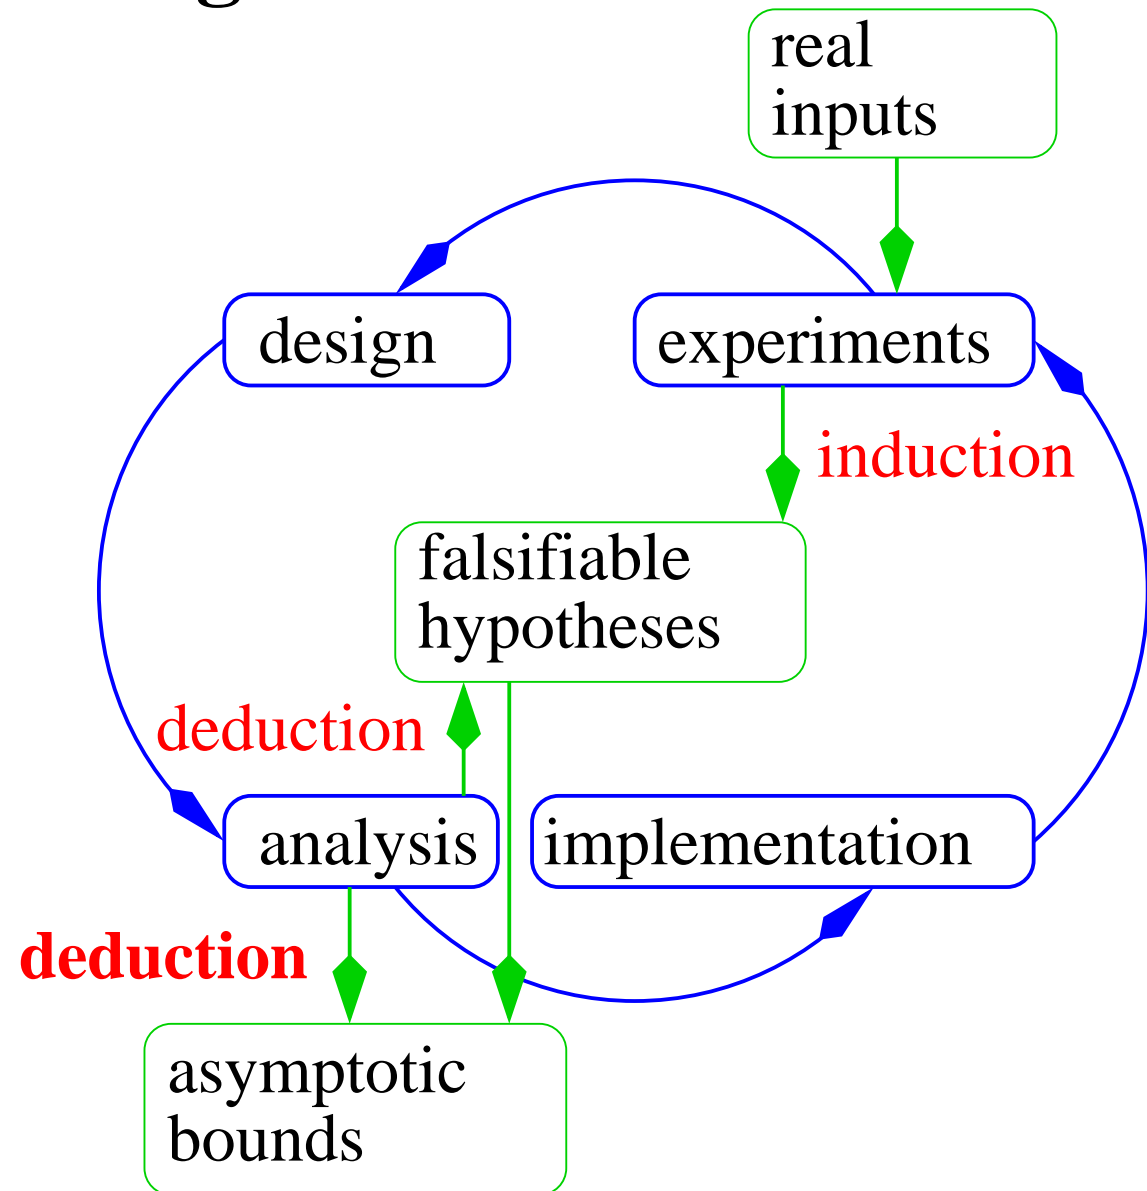 real
inputs
design
experiments
induction
falsifiable
hypotheses
deduction
analysis
implementation
deduction
asymptotic
bounds